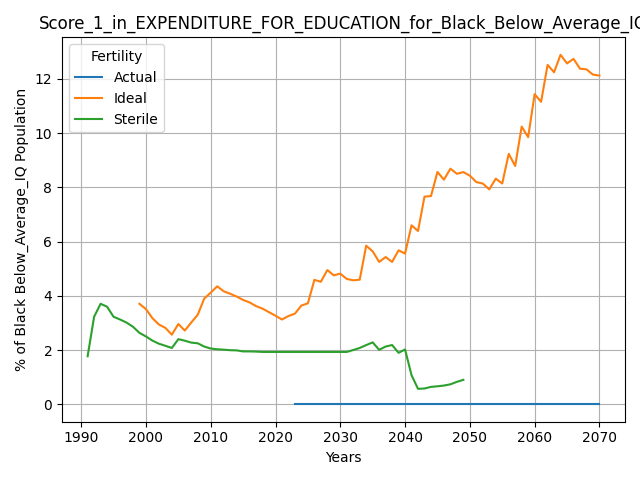 Score_1_in_EXPENDITURE_FOR_EDUCATION_for_Black_Below_Average_IQ
Fertility
Actual
Ideal
Sterile
% of Black Below_Average_IQ Population
12
10
8
6
4
2
0
1990 2000 2010 2020 2030 2040 2050 2060 2070
Years